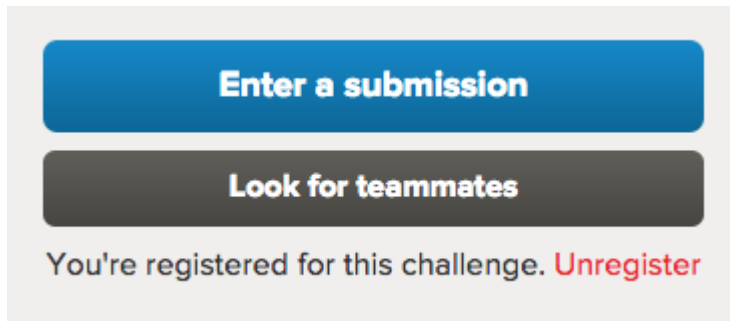 Enter a submission
Look for teammates
You're registered for this challenge. Unregister